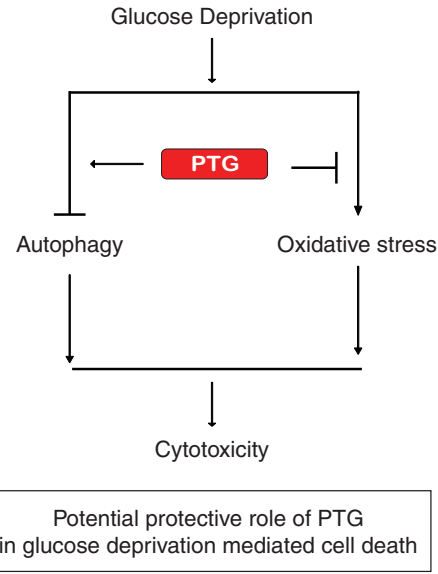 Glucose Deprivation
PTG
Autophagy
Oxidative stress
Cytotoxicity
Potential protective role of PTG
in glucose deprivation mediated cell death